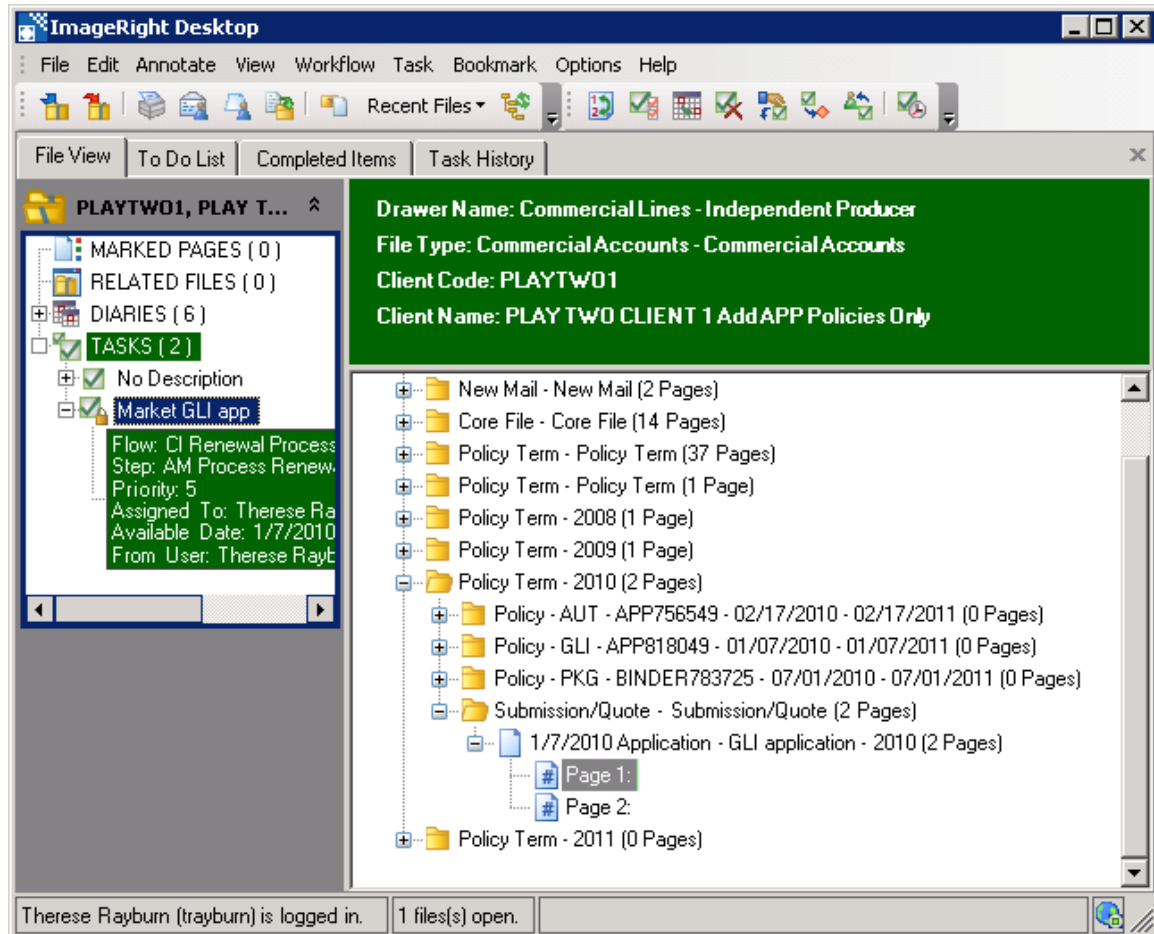 ImageRight Desktop
File Edit Annotate View Workflow Task Bookmark Options Help
Recent Files
File View To Do List Completed Items Task History
PLAYTWO1, PLAY T...
MARKED PAGES ( 0 )
RELATED FILES ( 0 )
DIARIES ( 6 )
TASKS ( 2 )
No Description
Market GLI app
Flow: CI Renewal Process
Step: AM Process Renew
Priority: 5
Assigned To: Therese Ra
Available Date: 1/7/2010
From User: Therese Rayb
Drawer Name: Commercial Lines - Independent Producer
File Type: Commercial Accounts - Commercial Accounts
Client Code: PLAYTWO1
Client Name: PLAY TWO CLIENT 1 Add APP Policies Only
New Mail - New Mail (2 Pages)
Core File - Core File (14 Pages)
Policy Term - Policy Term (37 Pages)
Policy Term - Policy Term (1 Page)
Policy Term - 2008 (1 Page)
Policy Term - 2009 (1 Page)
Policy Term - 2010 (2 Pages)
Policy - AUT - APP756549 - 02/17/2010 - 02/17/2011 (0 Pages)
Policy - GLI - APP818049 - 01/07/2010 - 01/07/2011 (0 Pages)
Policy - PKG - BINDER783725 - 07/01/2010 - 07/01/2011 (0 Pages)
Submission/Quote - Submission/Quote (2 Pages)
1/7/2010 Application - GLI application - 2010 (2 Pages)
Page 1:
Page 2:
Policy Term - 2011 (0 Pages)
Therese Rayburn (trayburn) is logged in. 1 files(s) open.